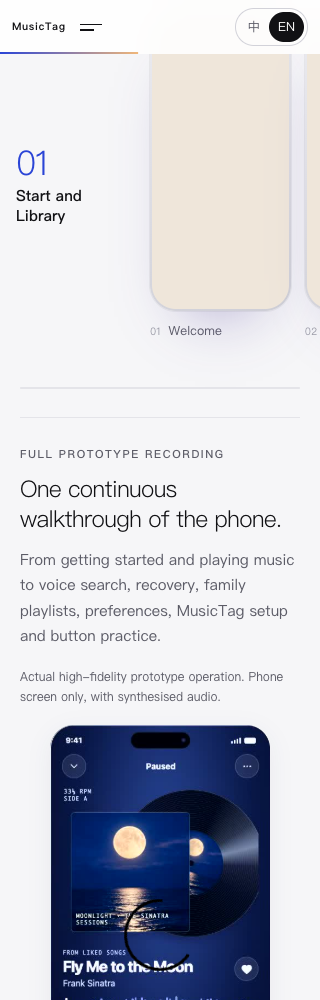 MusicTag
中
EN
01
Start and
Library
01 Welcome
02
FULL PROTOTYPE RECORDING
One continuous
walkthrough of the phone.
From getting started and playing music
to voice search, recovery, family
playlists, preferences, MusicTag setup
and button practice.
Actual high-fidelity prototype operation. Phone
screen only, with synthesised audio.
9:41
Paused
33⅓ RPM
SIDE A
SINATRA
SESSIONS
FROM LIKED SONGS
Fly Me to the Moon
Frank Sinatra